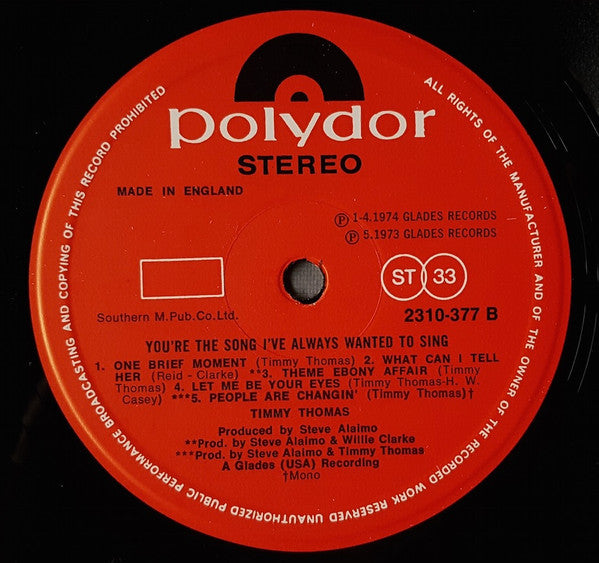 polydor
STEREO
MADE IN ENGLAND
Ⓟ 1-4.1974 GLADES RECORDS
Ⓟ 5.1973 GLADES RECORDS
ST 33
Southern M.Pub.Co.Ltd.
2310-377 B
YOU'RE THE SONG I'VE ALWAYS WANTED TO SING
1. ONE BRIEF MOMENT (Timmy Thomas) 2. WHAT CAN I TELL
HER (Reid - Clarke) **3. THEME EBONY AFFAIR (Timmy
Thomas) 4. LET ME BE YOUR EYES (Timmy Thomas-H. W.
Casey) ***5. PEOPLE ARE CHANGIN' (Timmy Thomas)†
TIMMY THOMAS
Produced by Steve Alaimo
**Prod. by Steve Alaimo & Willie Clarke
***Prod. by Steve Alaimo & Timmy Thomas
A Glades (USA) Recording
†Mono
ALL RIGHTS OF THE MANUFACTURER AND OF THE OWNER OF THE RECORDED WORK RESERVED UNAUTHORIZED PUBLIC PERFORMANCE BROADCASTING AND COPYING OF THIS RECORD PROHIBITED